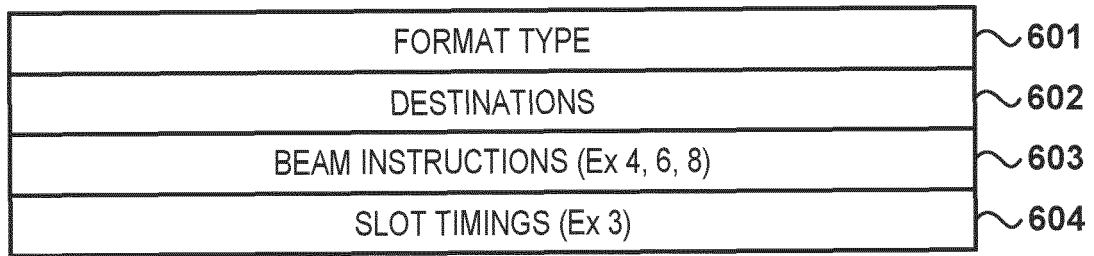 FORMAT TYPE 601
DESTINATIONS 602
BEAM INSTRUCTIONS (Ex 4, 6, 8) 603
SLOT TIMINGS (Ex 3) 604